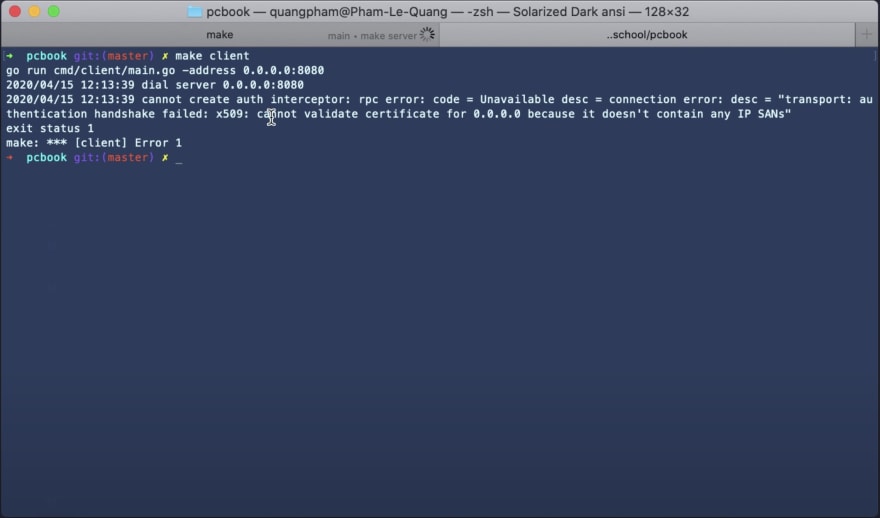 pcbook — quangpham@Pham-Le-Quang — -zsh — Solarized Dark ansi — 128×32
make main • make server ..school/pcbook +
➜ pcbook git:(master) ✗ make client
go run cmd/client/main.go -address 0.0.0.0:8080
2020/04/15 12:13:39 dial server 0.0.0.0:8080
2020/04/15 12:13:39 cannot create auth interceptor: rpc error: code = Unavailable desc = connection error: desc = "transport: au
thentication handshake failed: x509: cannot validate certificate for 0.0.0.0 because it doesn't contain any IP SANs"
exit status 1
make: *** [client] Error 1
➜ pcbook git:(master) ✗ _